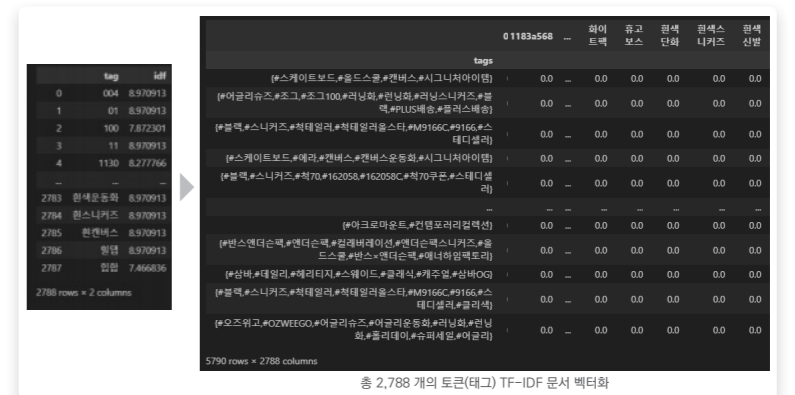 tag idf
0 004 8.970913
1 01 8.970913
2 100 7.872301
3 11 8.970913
4 1130 8.277766
... ... ...
2783 흰색운동화 8.970913
2784 흰스니커즈 8.970913
2785 흰캔버스 8.970913
2786 힐탭 8.970913
2787 힙합 7.466836
2788 rows × 2 columns
01183a568 ... 화이트팩 휴고보스 흰색단화 흰색스니커즈 흰색신발
tags
{#스케이트보드,#올드스쿨,#캔버스,#시그니처아이템} 0.0 ... 0.0 0.0 0.0 0.0 0.0
{#어글리슈즈,#조그,#조그100,#러닝화,#런닝화,#러닝스니커즈,#블
랙,#PLUS배송,#플러스배송} 0.0 ... 0.0 0.0 0.0 0.0 0.0
{#블랙,#스니커즈,#척테일러,#척테일러올스타,#M9166C,#9166,#스
테디셀러} 0.0 ... 0.0 0.0 0.0 0.0 0.0
{#스케이트보드,#에라,#캔버스,#캔버스운동화,#시그니처아이템} 0.0 ... 0.0 0.0 0.0 0.0 0.0
{#블랙,#스니커즈,#척70,#162058,#162058C,#척70쿠폰,#스테디셀
러} 0.0 ... 0.0 0.0 0.0 0.0 0.0
... ... ... ... ... ... ... ...
{#아크로마운트,#컨템포러리컬렉션} 0.0 ... 0.0 0.0 0.0 0.0 0.0
{#반스앤더슨팩,#앤더슨팩,#컬래버레이션,#앤더슨팩스니커즈,#올
드스쿨,#반스×앤더슨팩,#애너하임팩토리} 0.0 ... 0.0 0.0 0.0 0.0 0.0
{#삼바,#데일리,#헤리티지,#스웨이드,#클래식,#캐주얼,#삼바OG} 0.0 ... 0.0 0.0 0.0 0.0 0.0
{#블랙,#스니커즈,#척테일러,#척테일러올스타,#M9166C,#9166,#스
테디셀러,#클리색} 0.0 ... 0.0 0.0 0.0 0.0 0.0
{#오즈위고,#OZWEEGO,#어글리슈즈,#어글리운동화,#러닝화,#런닝
화,#홀리데이,#슈퍼세일,#어글리} 0.0 ... 0.0 0.0 0.0 0.0 0.0
5790 rows × 2788 columns
총 2,788 개의 토큰(태그) TF-IDF 문서 벡터화